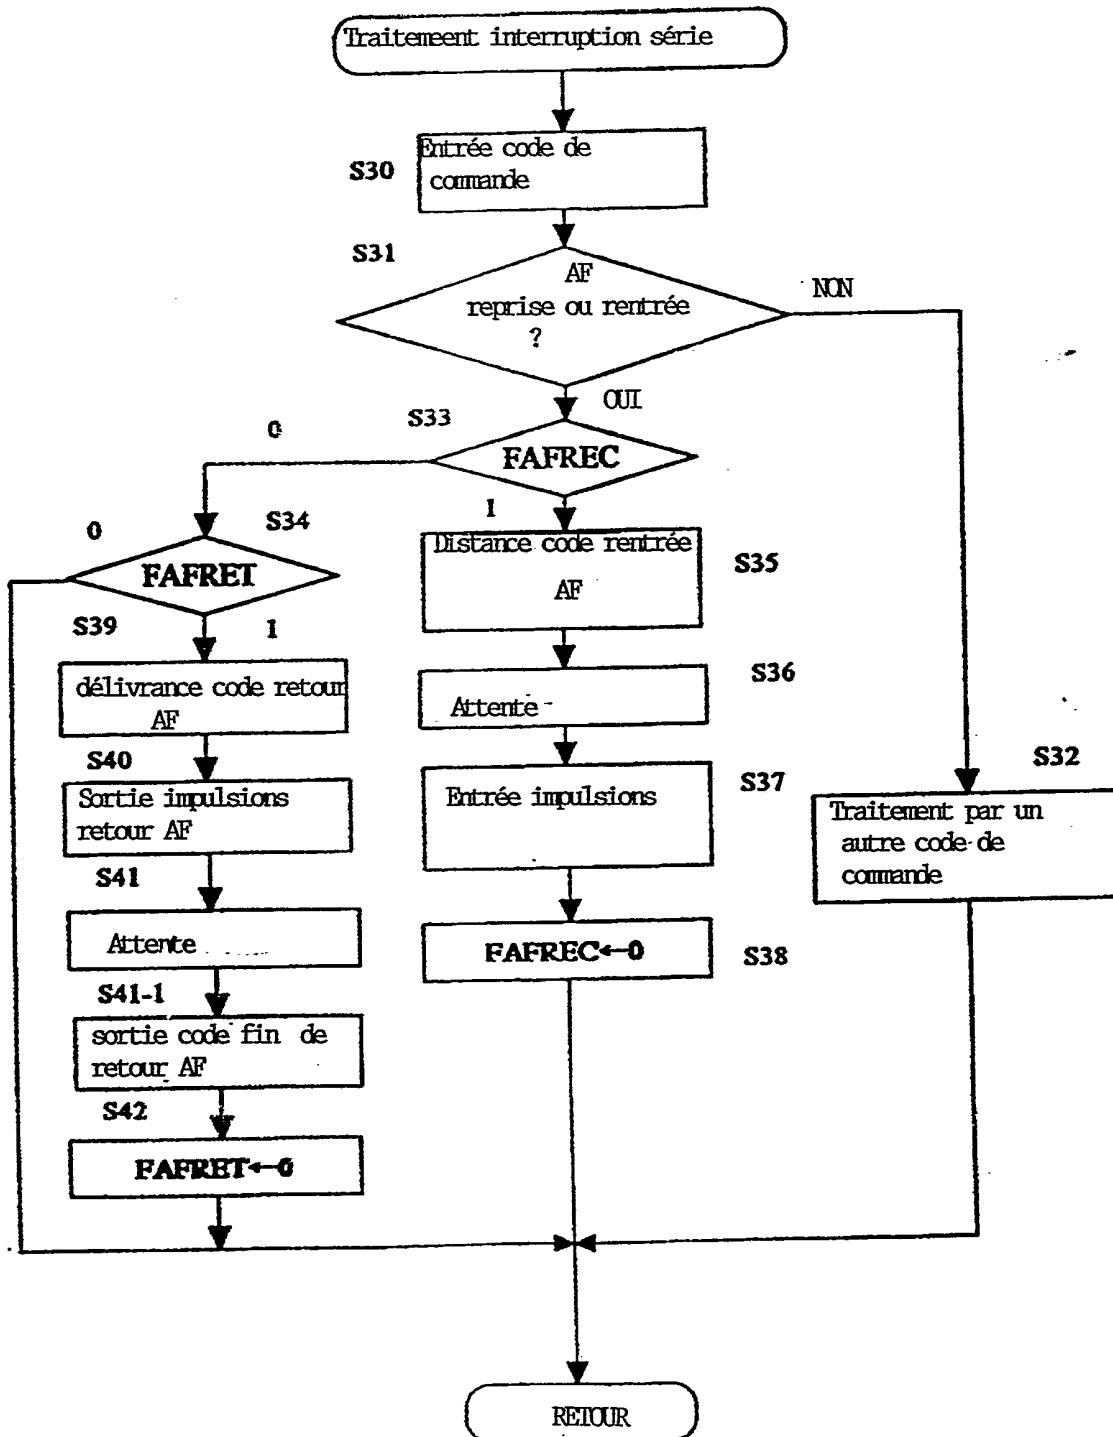 Traitemeent interruption série
S30
Entrée code de
commande
S31
AF
reprise ou rentrée
?
NON
OUI
S33
0
FAFREC
1
S34
0
FAFRET
1
S35
Distance code rentrée
AF
S39
délivrance code retour
AF
S36
Attente
S40
Sortie impulsions
retour AF
S37
Entrée impulsions
S32
Traitement par un
autre code de
commande
S41
Attente
S38
FAFREC←0
S41-1
sortie code fin de
retour AF
S42
FAFRET←0
RETOUR